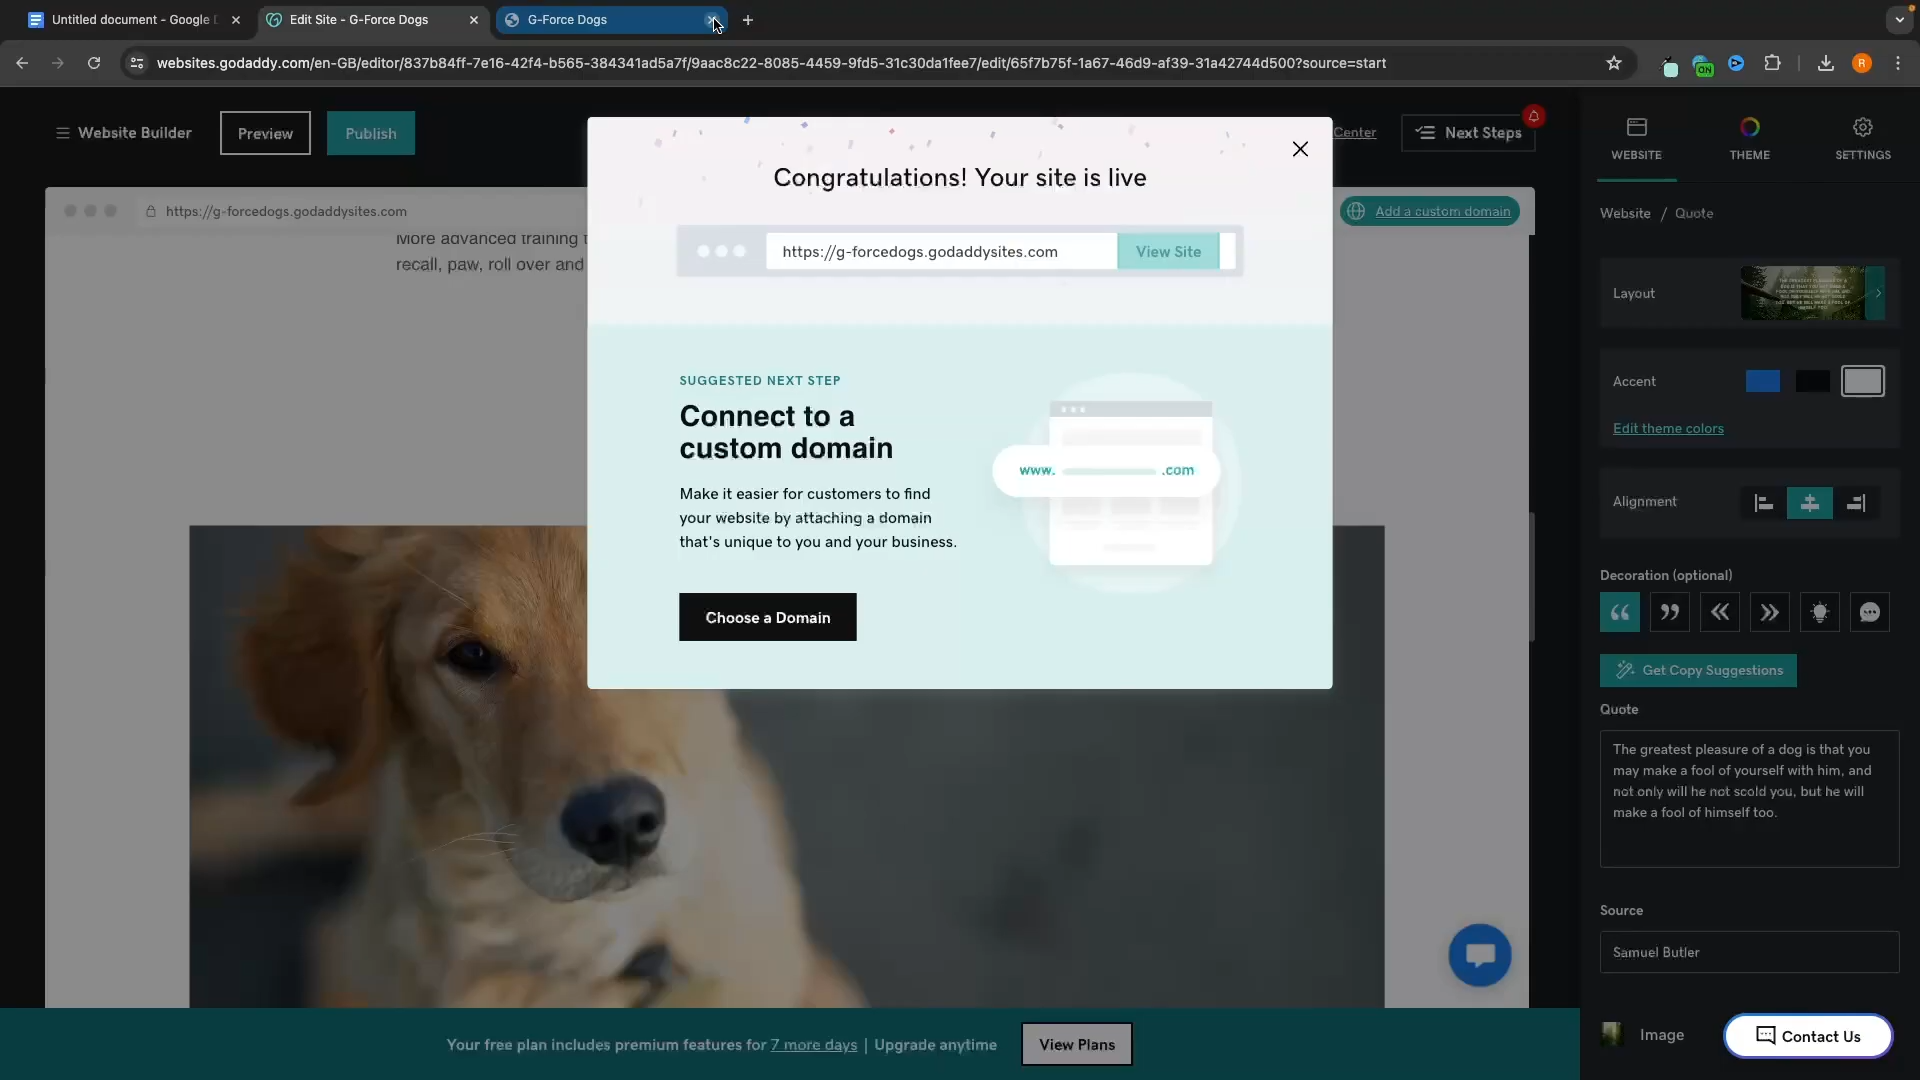 Untitled document - Google D
Edit Site - G-Force Dogs
G-Force Dogs
websites.godaddy.com/en-GB/editor/837b84ff-7e16-42f4-b565-384341ad5a7f/9aac8c22-8085-4459-9fd5-31c30da1fee7/edit/65f7b75f-1a67-46d9-af39-31a42744d500?source=start
ON
R
Website Builder
Preview
Publish
Center
Next Steps
https://g-forcedogs.godaddysites.com
Add a custom domain
More advanced training t
recall, paw, roll over and
Congratulations! Your site is live
https://g-forcedogs.godaddysites.com
View Site
SUGGESTED NEXT STEP
Connect to a
custom domain
Make it easier for customers to find
your website by attaching a domain
that's unique to you and your business.
www. .com
Choose a Domain
WEBSITE
THEME
SETTINGS
Website / Quote
Layout
Accent
Edit theme colors
Alignment
Decoration (optional)
Get Copy Suggestions
Quote
The greatest pleasure of a dog is that you
may make a fool of yourself with him, and
not only will he not scold you, but he will
make a fool of himself too.
Source
Samuel Butler
Image
Contact Us
Your free plan includes premium features for 7 more days | Upgrade anytime
View Plans